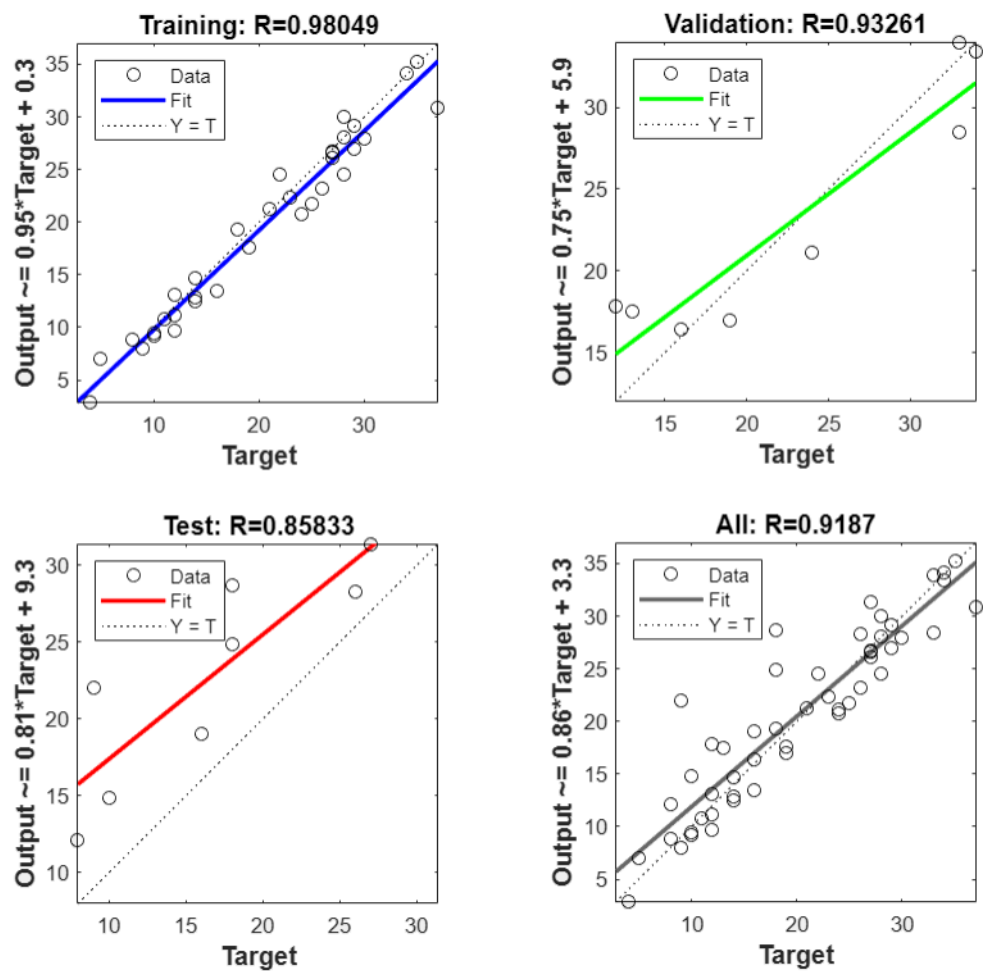 Training: R=0.98049
Output ~= 0.95*Target + 0.3
35
30
25
20
15
10
5
Data
Fit
Y = T
10
20
30
Target
Validation: R=0.93261
Output ~= 0.75*Target + 5.9
30
25
20
15
Data
Fit
Y = T
15
20
25
30
Target
Test: R=0.85833
Output ~= 0.81*Target + 9.3
30
25
20
15
10
Data
Fit
Y = T
10
15
20
25
30
Target
All: R=0.9187
Output ~= 0.86*Target + 3.3
35
30
25
20
15
10
5
Data
Fit
Y = T
10
20
30
Target